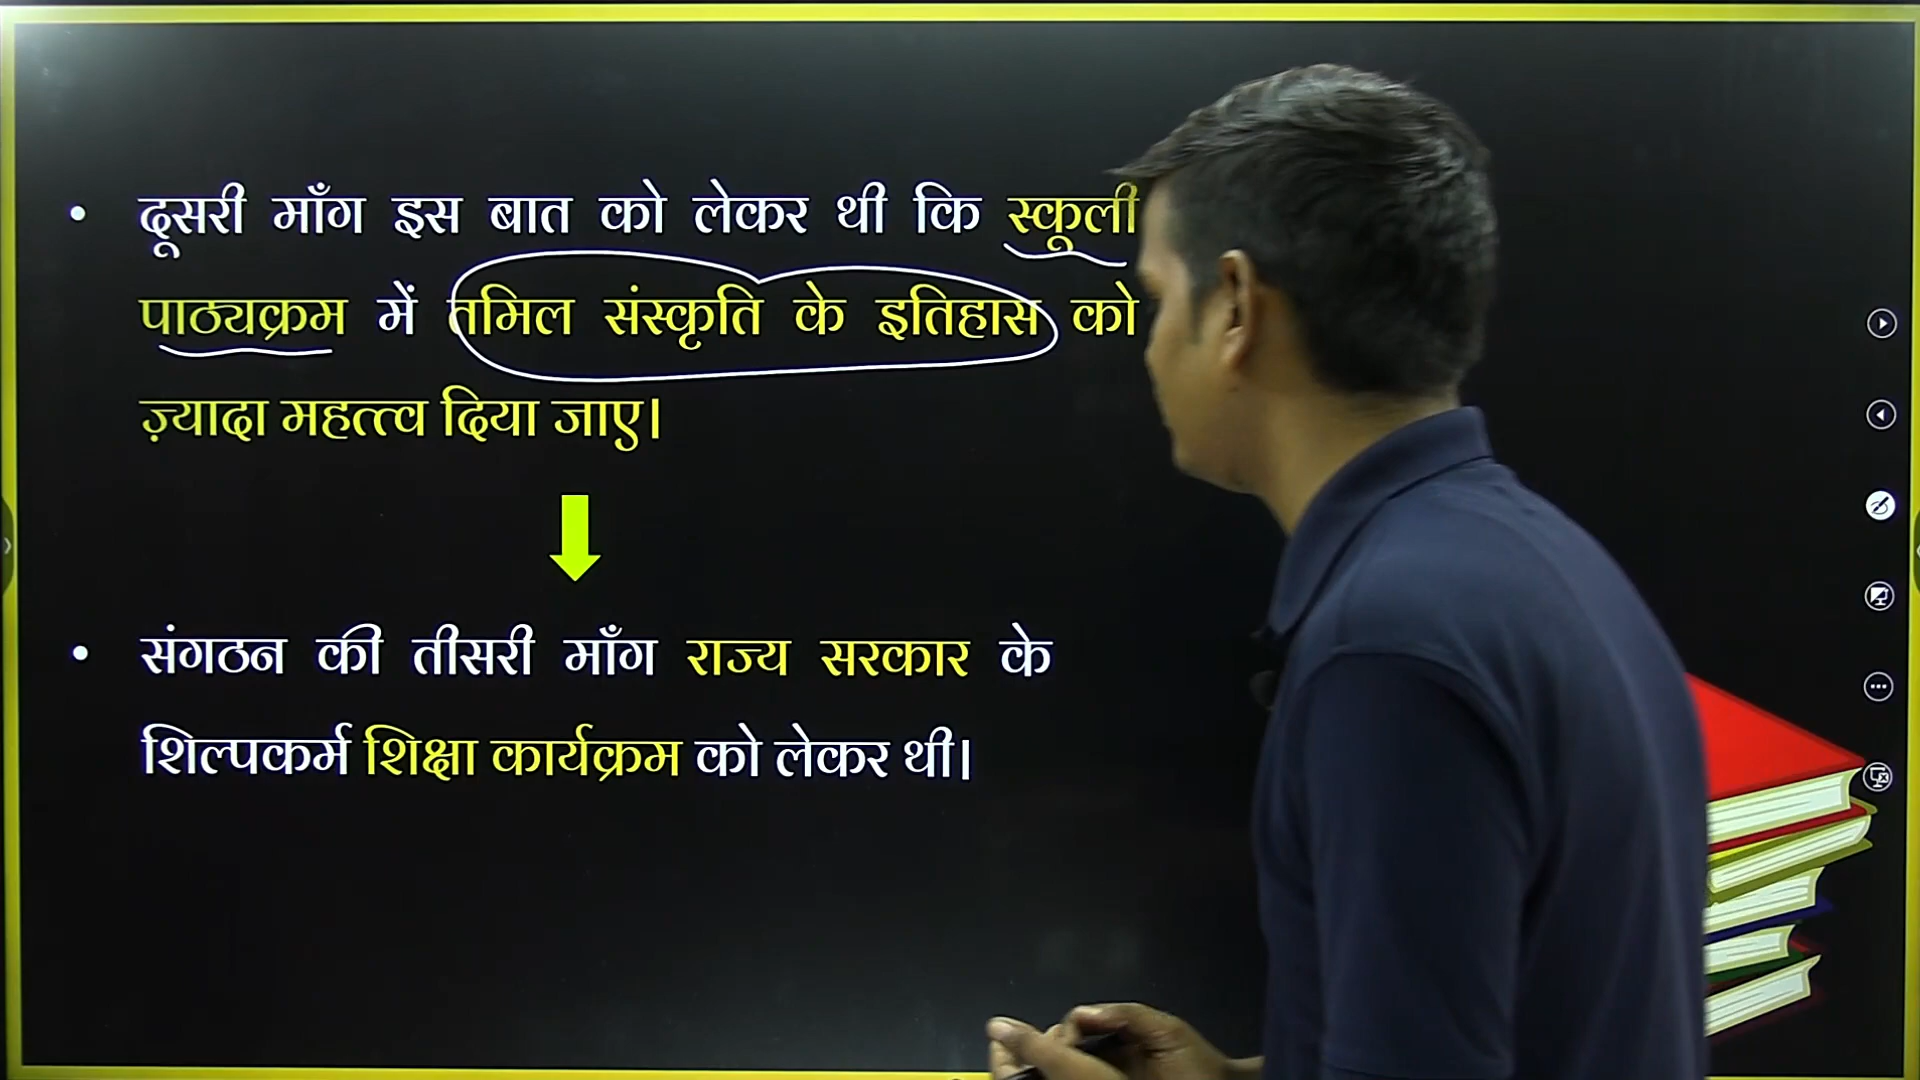 • दूसरी माँग इस बात को लेकर थी कि स्कूली
पाठ्यक्रम में तमिल संस्कृति के इतिहास को
ज़्यादा महत्त्व दिया जाए।
• संगठन की तीसरी माँग राज्य सरकार के
शिल्पकर्म शिक्षा कार्यक्रम को लेकर थी।